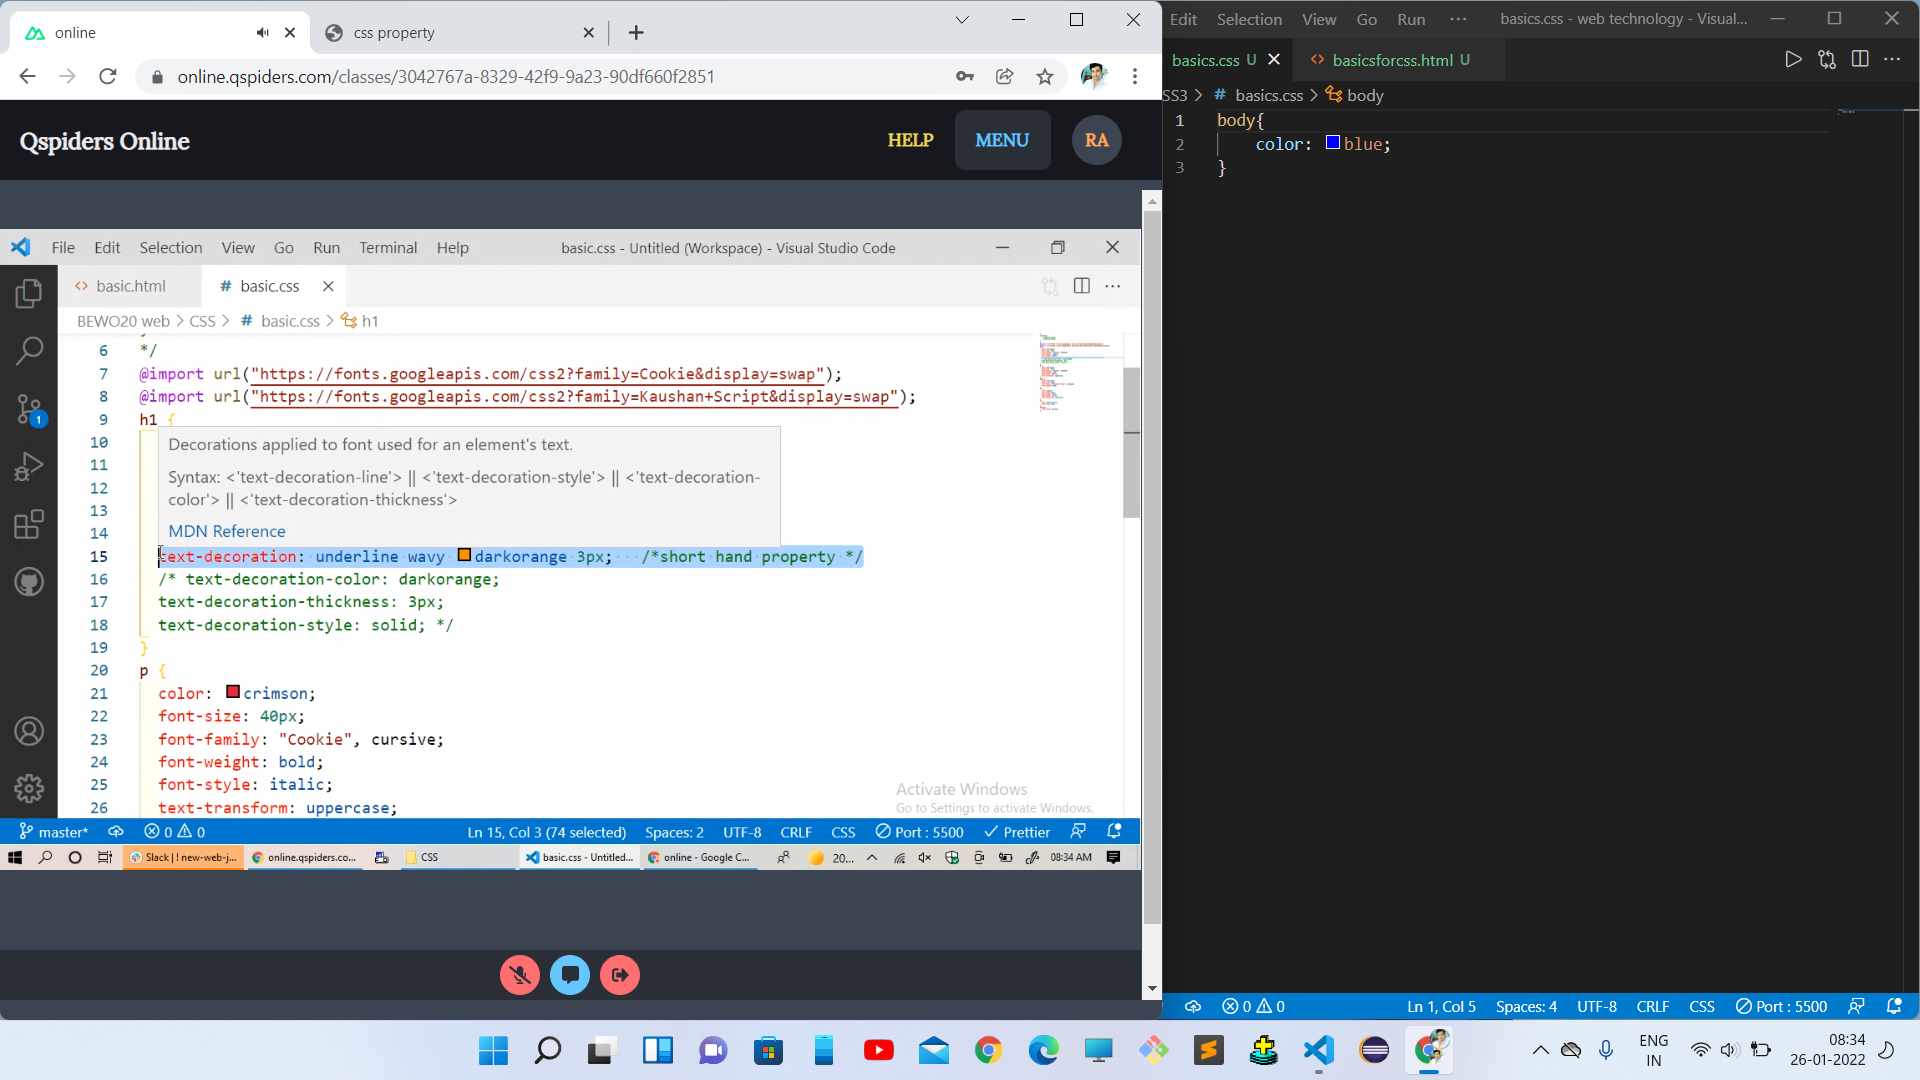 online
css property
online.qspiders.com/classes/3042767a-8329-42f9-9a23-90df660f2851
Qspiders Online
HELP
MENU
RA
File Edit Selection View Go Run Terminal Help
basic.css - Untitled (Workspace) - Visual Studio Code
basic.html
# basic.css
BEWO20 web > CSS > # basic.css > h1
6 */
7 @import url("https://fonts.googleapis.com/css2?family=Cookie&display=swap");
8 @import url("https://fonts.googleapis.com/css2?family=Kaushan+Script&display=swap");
9 h1 {
10
11
12
13
14
Decorations applied to font used for an element's text.
Syntax: <'text-decoration-line'> || <'text-decoration-style'> || <'text-decoration-
color'> || <'text-decoration-thickness'>
MDN Reference
15 text-decoration: underline wavy darkorange 3px; /*short hand property */
16 /* text-decoration-color: darkorange;
17 text-decoration-thickness: 3px;
18 text-decoration-style: solid; */
19 }
20 p {
21 color: crimson;
22 font-size: 40px;
23 font-family: "Cookie", cursive;
24 font-weight: bold;
25 font-style: italic;
26 text-transform: uppercase;
Activate Windows
Go to Settings to activate Windows.
master* 0 0 Ln 15, Col 3 (74 selected) Spaces: 2 UTF-8 CRLF CSS Port : 5500 Prettier
1
Slack | ! new-web-j...
online.qspiders.co...
CSS
basic.css - Untitled...
online - Google C...
20...
08:34 AM
Edit Selection View Go Run ···
basics.css - web technology - Visual...
basics.css U
basicsforcss.html U
SS3 > # basics.css > body
1 body{
2 color: blue;
3 }
0 0 Ln 1, Col 5 Spaces: 4 UTF-8 CRLF CSS Port : 5500
ENG
IN
08:34
26-01-2022